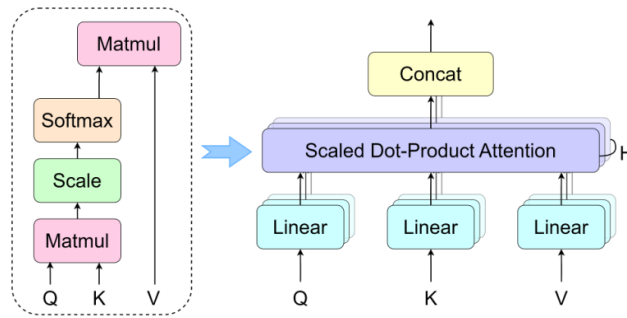 Matmul
Softmax
Scale
Matmul
Q K V
Concat
Scaled Dot-Product Attention
H
Linear Linear Linear
Q K V